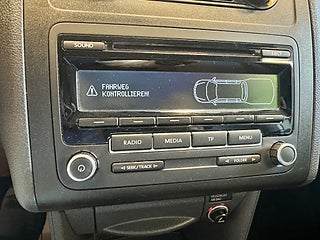 SOUND
FAHRWEG
KONTROLLIEREN!
RADIO
MEDIA
TP
MENU
SEEK/TRACK
FOLDER